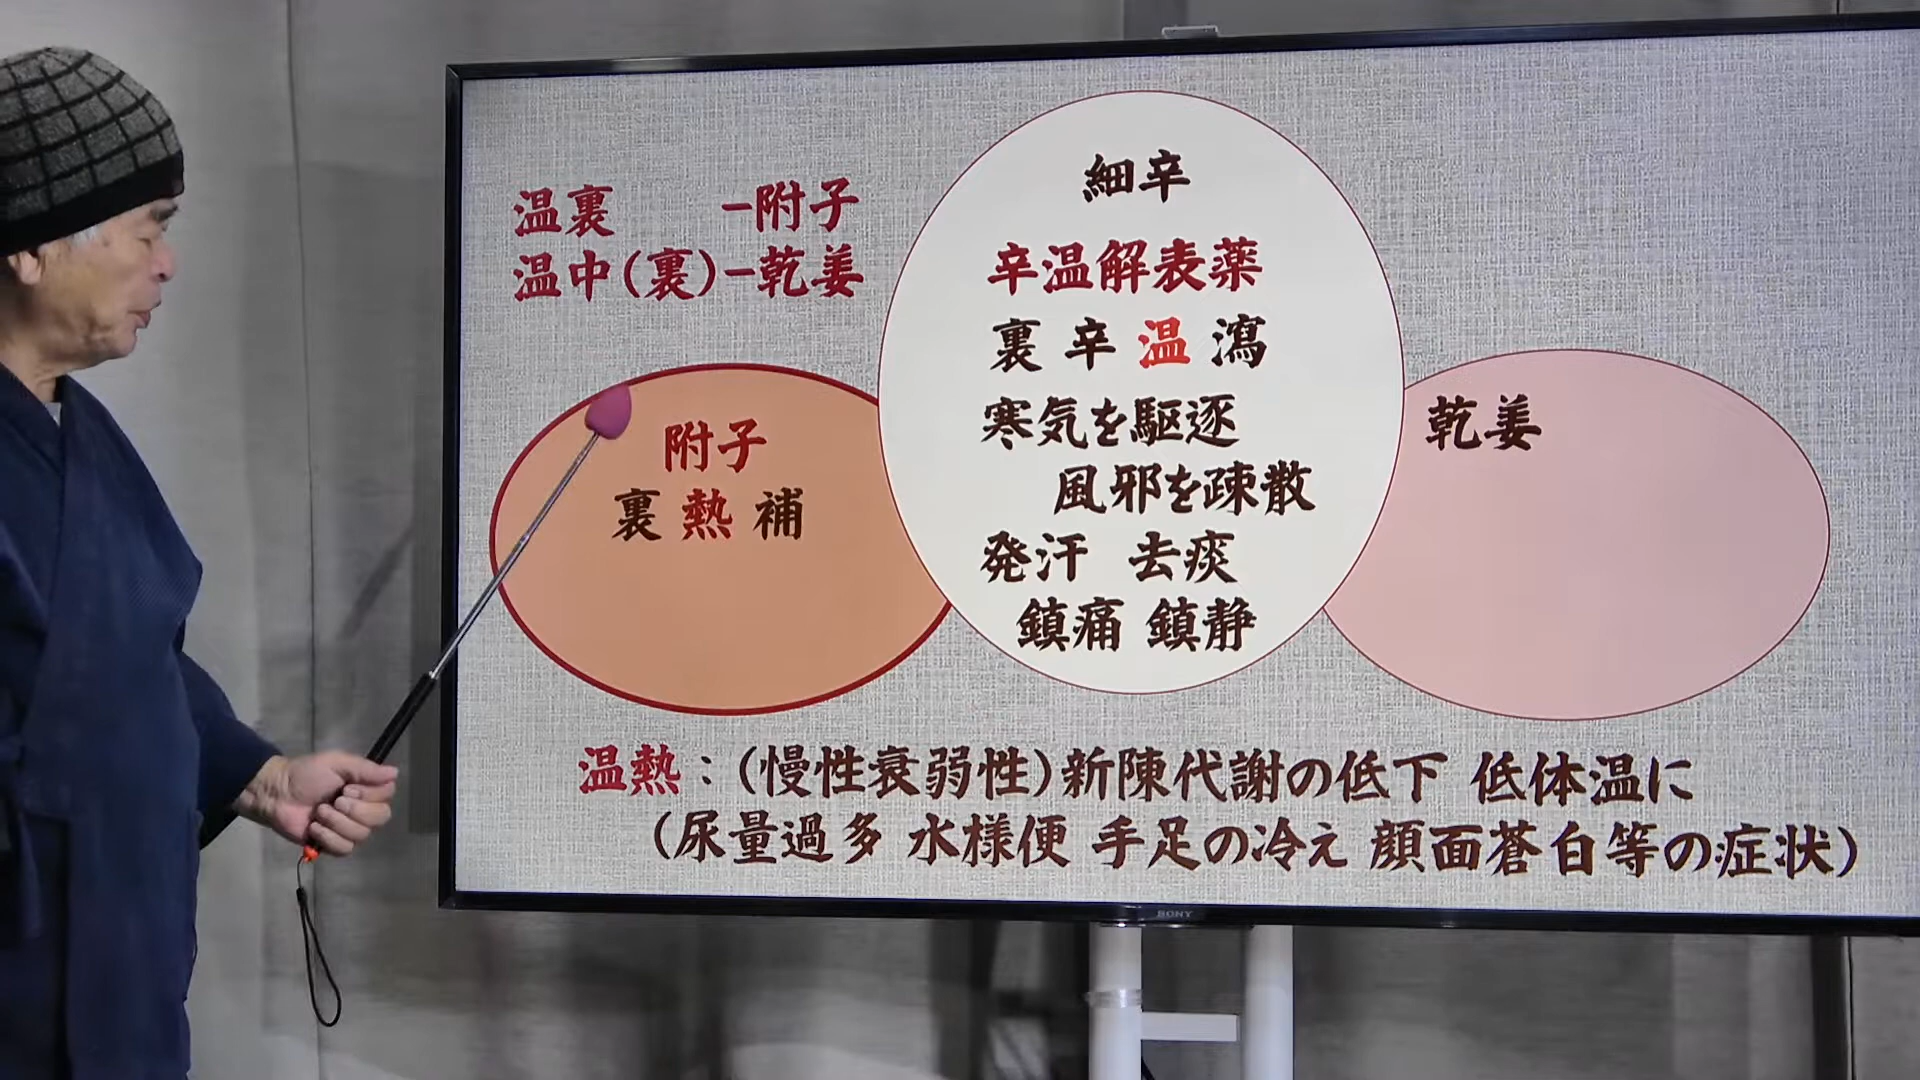 温裏 －附子
温中(裏)－乾姜
細辛
辛温解表薬
裏 辛 温 瀉
寒気を駆逐
風邪を疎散
発汗 去痰
鎮痛 鎮静
附子
裏 熱 補
乾姜
温熱：(慢性衰弱性)新陳代謝の低下 低体温に
(尿量過多 水様便 手足の冷え 顔面蒼白等の症状)
SONY